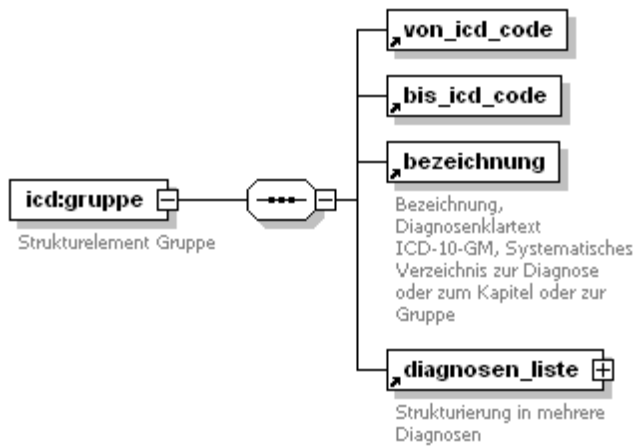 von_icd_code
bis_icd_code
bezeichnung
Bezeichnung,
Diagnosenklartext
ICD-10-GM, Systematisches
Verzeichnis zur Diagnose
oder zum Kapitel oder zur
Gruppe
icd:gruppe
Strukturelement Gruppe
diagnosen_liste
Strukturierung in mehrere
Diagnosen